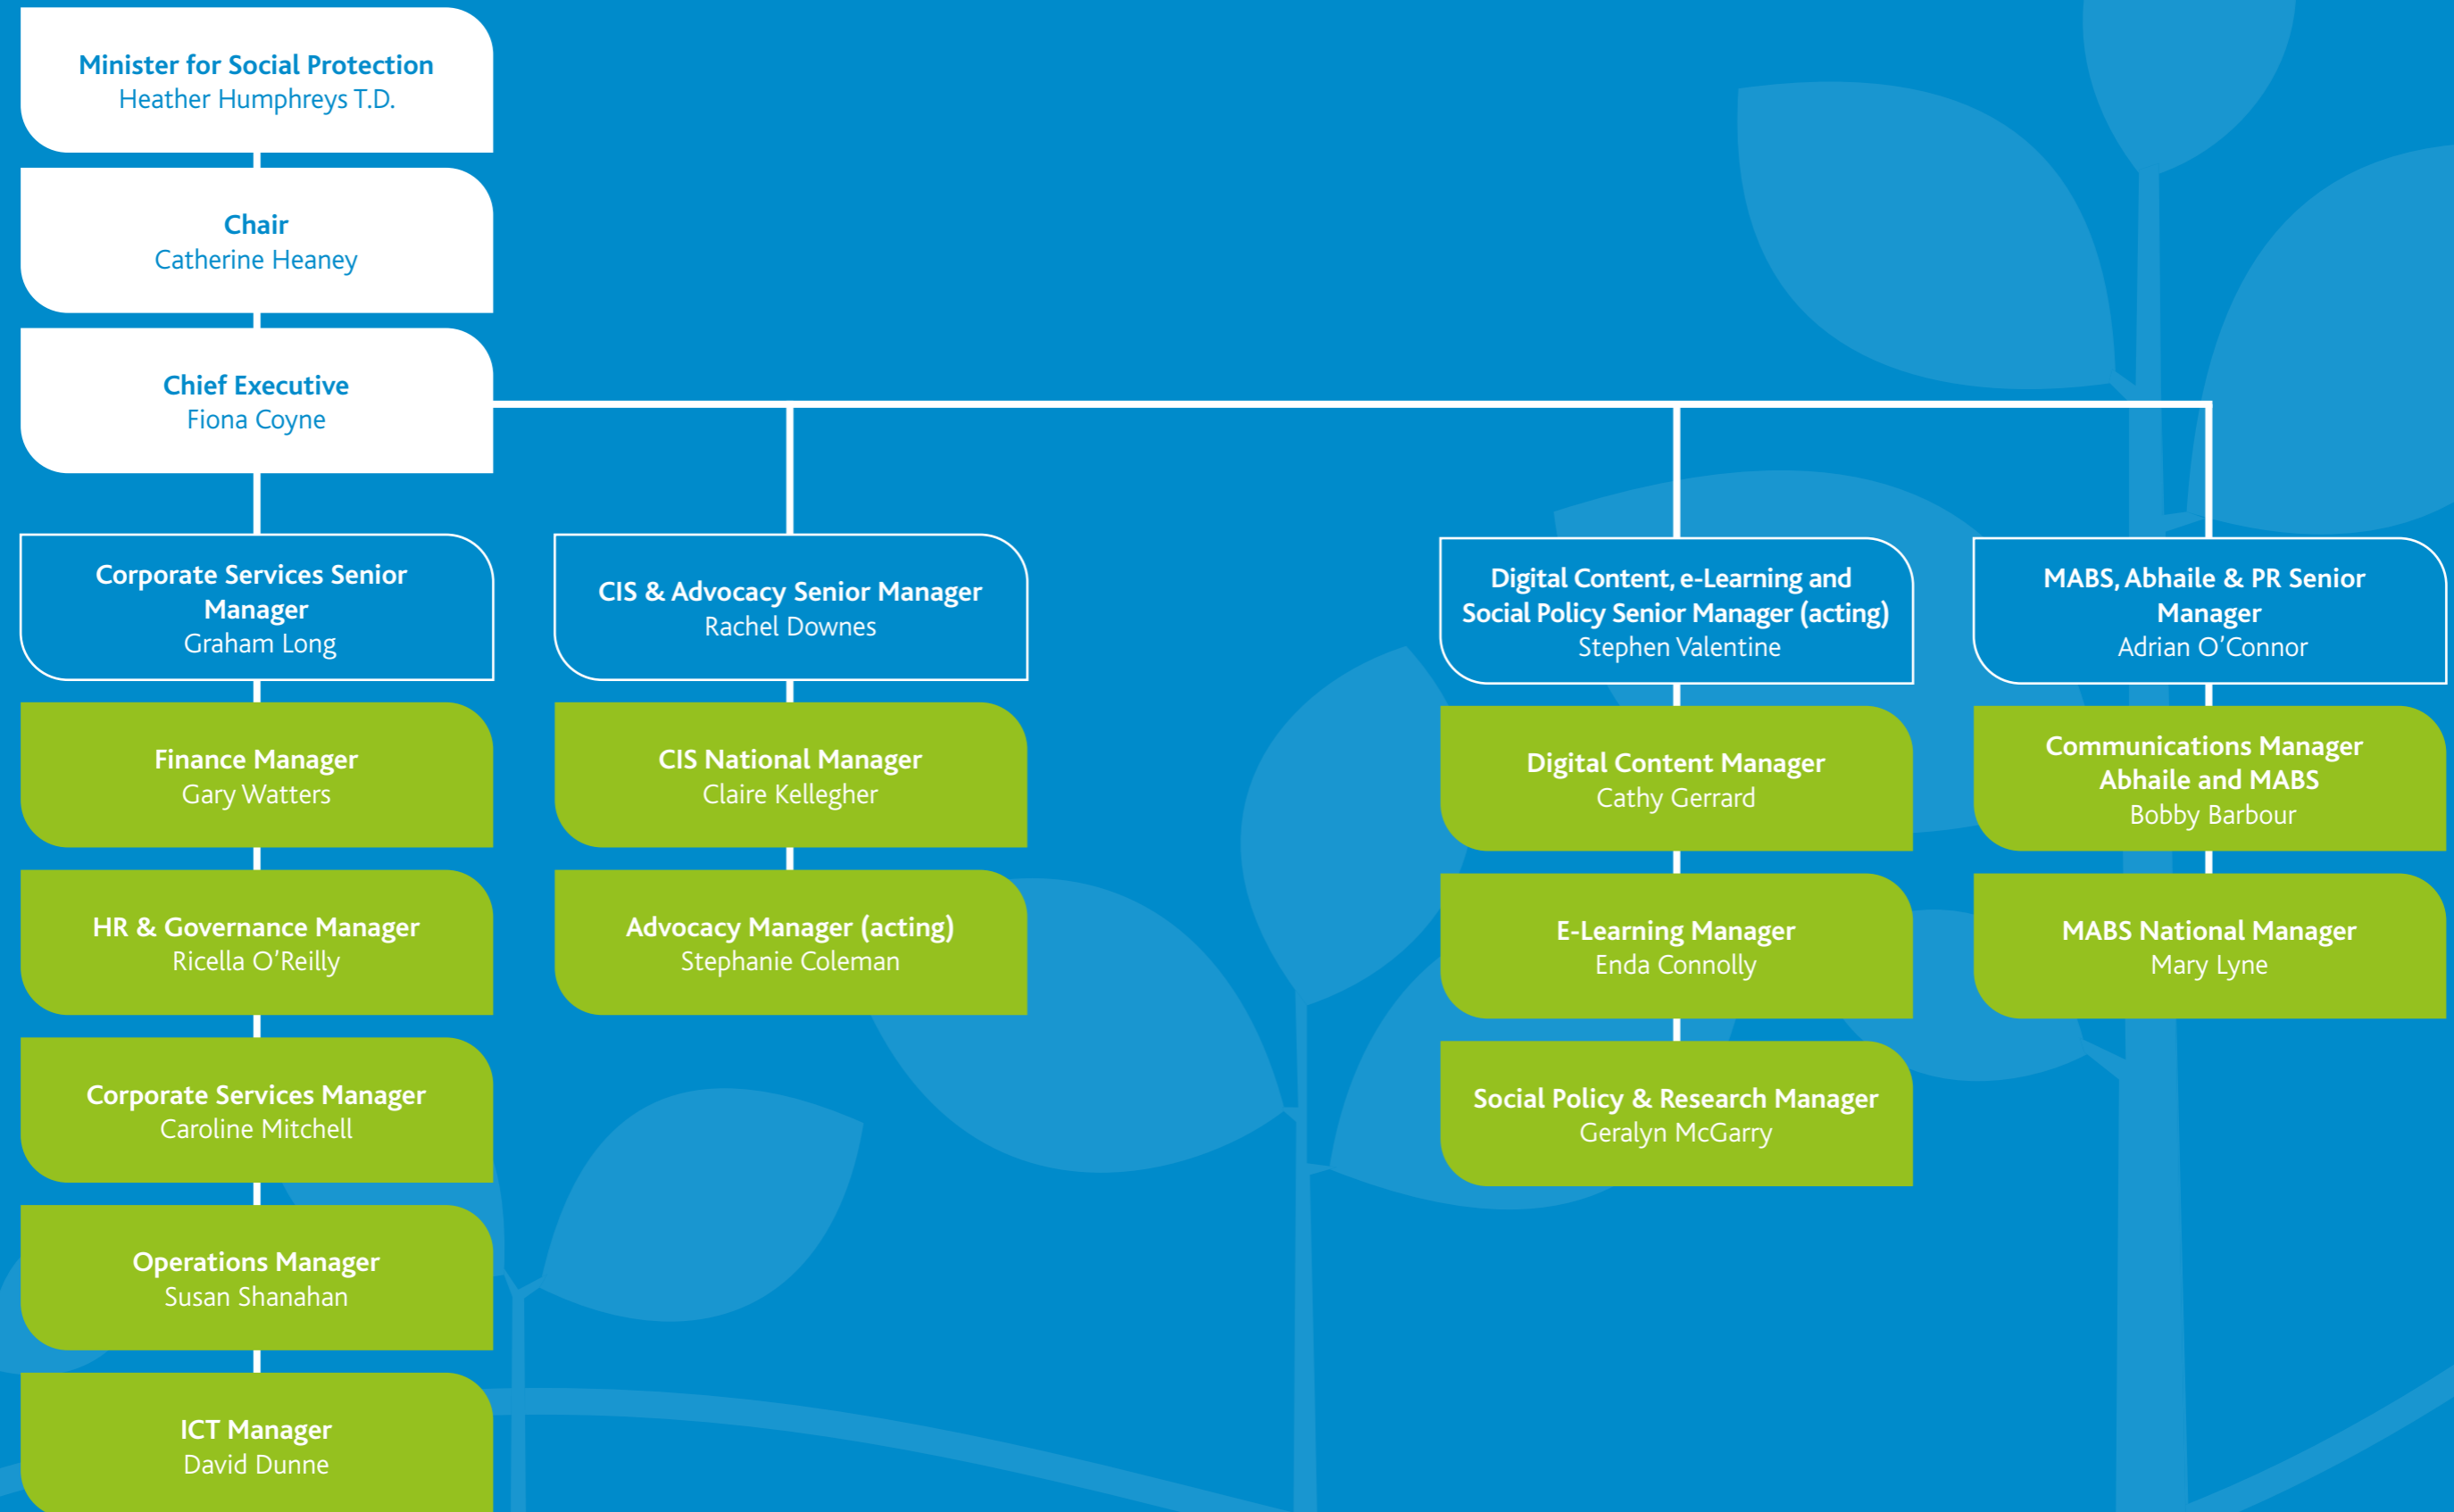 Minister for Social Protection
Heather Humphreys T.D.
Chair
Catherine Heaney
Chief Executive
Fiona Coyne
Corporate Services Senior
Manager
Graham Long
Finance Manager
Gary Watters
HR & Governance Manager
Ricella O’Reilly
Corporate Services Manager
Caroline Mitchell
Operations Manager
Susan Shanahan
ICT Manager
David Dunne
CIS & Advocacy Senior Manager
Rachel Downes
CIS National Manager
Claire Kellegher
Advocacy Manager (acting)
Stephanie Coleman
Digital Content, e-Learning and
Social Policy Senior Manager (acting)
Stephen Valentine
Digital Content Manager
Cathy Gerrard
E-Learning Manager
Enda Connolly
Social Policy & Research Manager
Geralyn McGarry
MABS, Abhaile & PR Senior
Manager
Adrian O’Connor
Communications Manager
Abhaile and MABS
Bobby Barbour
MABS National Manager
Mary Lyne